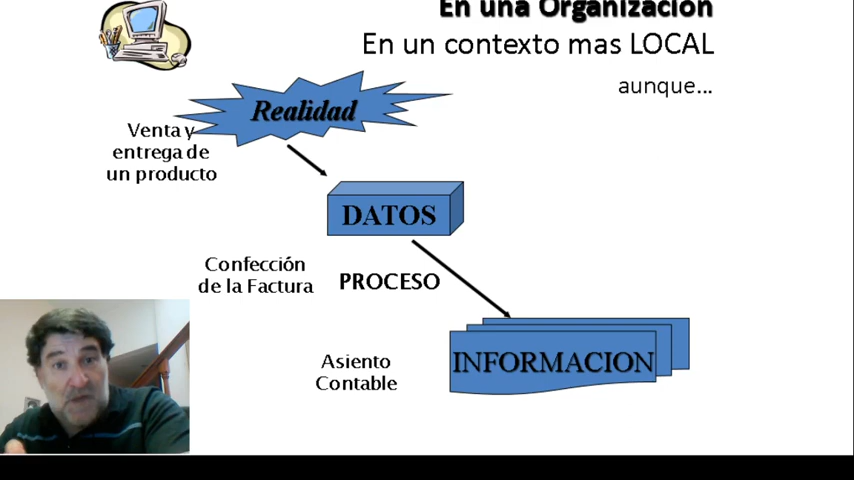 En una Organización
En un contexto mas LOCAL
aunque...
Realidad
Venta y
entrega de
un producto
DATOS
Confección
de la Factura
PROCESO
INFORMACION
Asiento
Contable